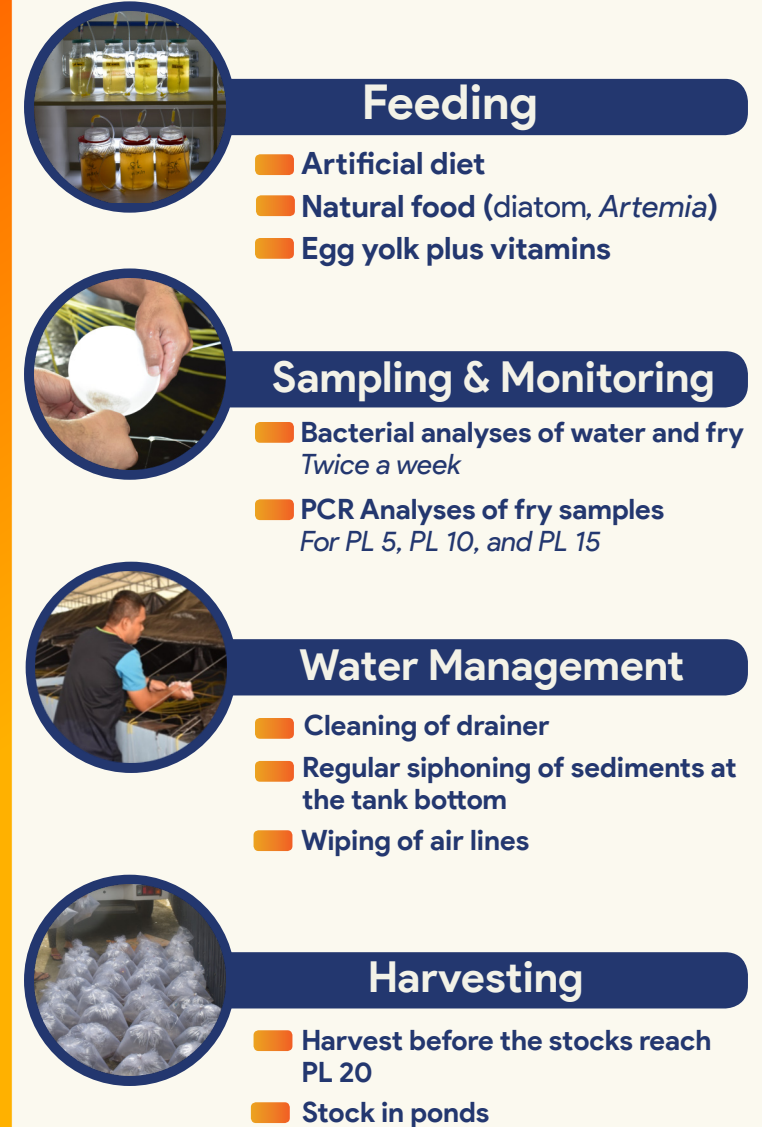 Feeding
Artificial diet
Natural food (diatom, Artemia)
Egg yolk plus vitamins
Sampling & Monitoring
Bacterial analyses of water and fry
Twice a week
PCR Analyses of fry samples
For PL 5, PL 10, and PL 15
Water Management
Cleaning of drainer
Regular siphoning of sediments at
the tank bottom
Wiping of air lines
Harvesting
Harvest before the stocks reach
PL 20
Stock in ponds